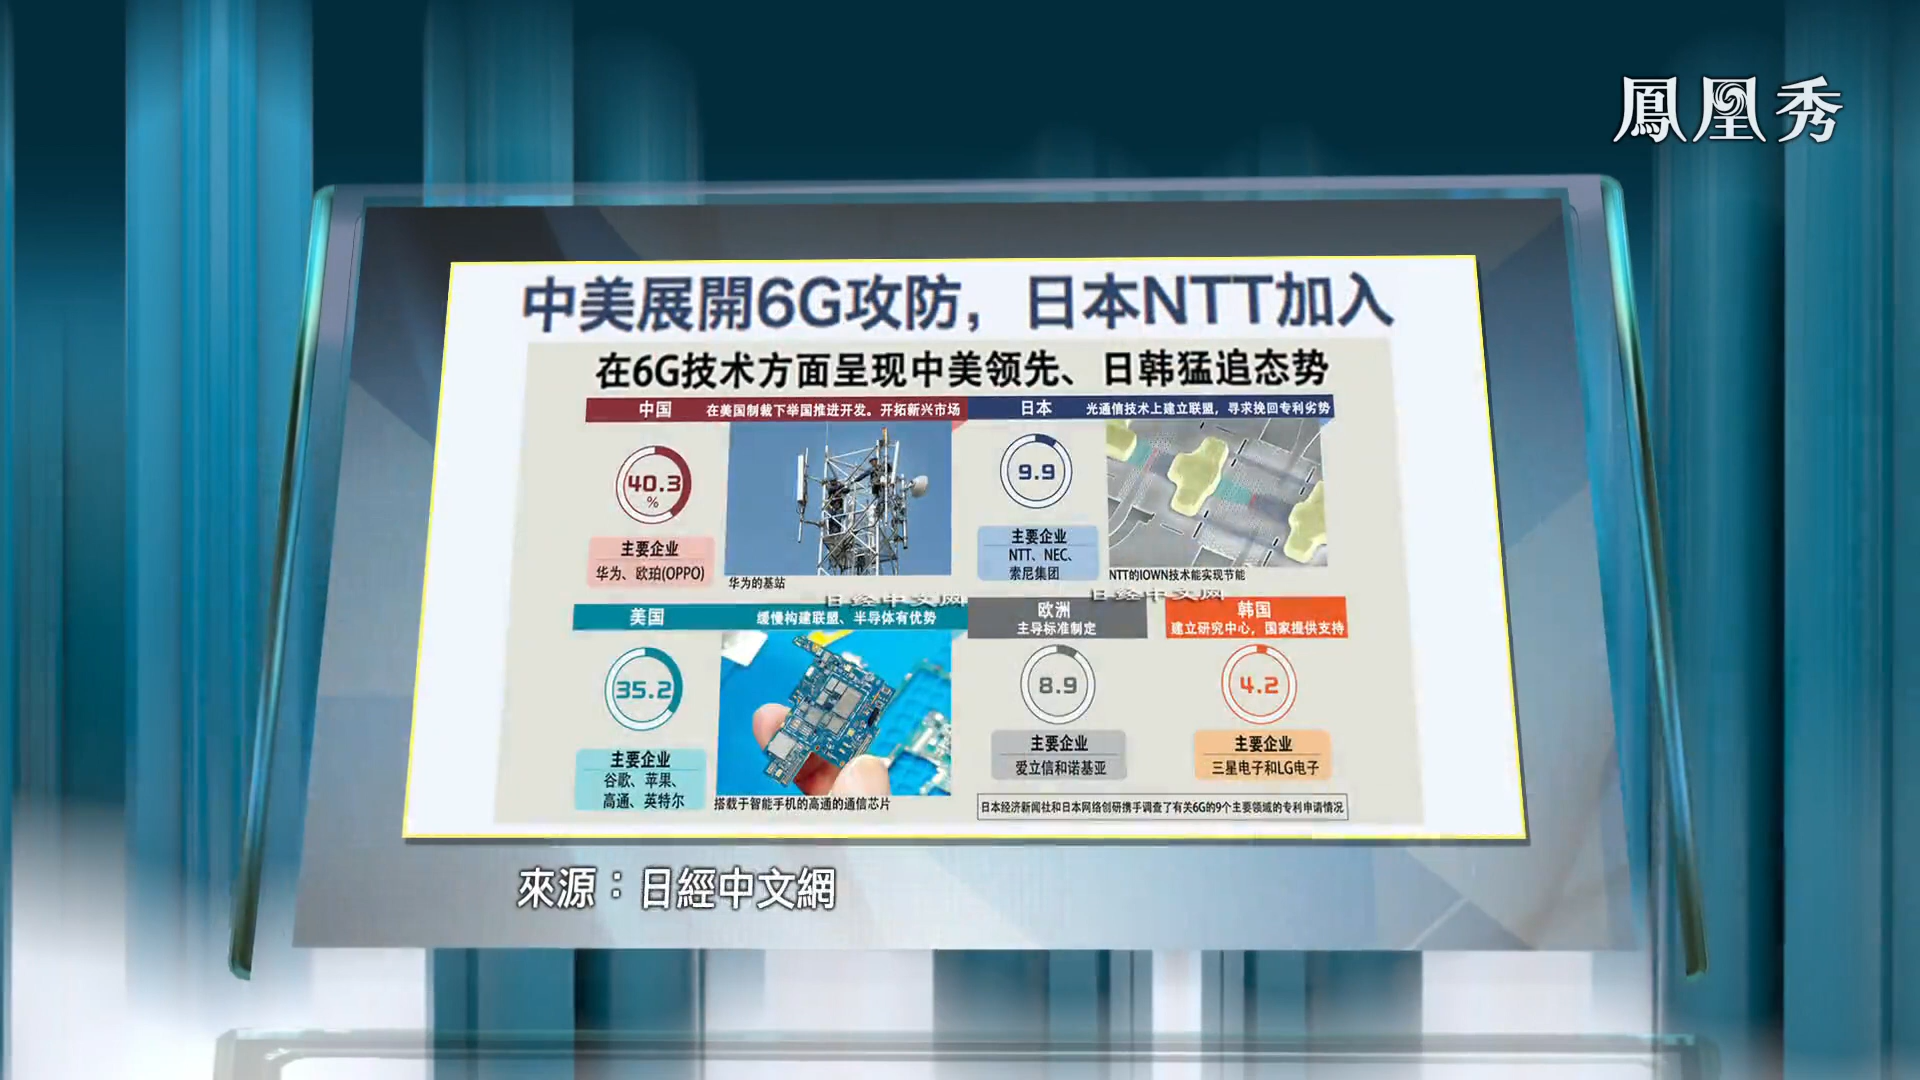 鳳凰秀
中美展開6G攻防，日本NTT加入
在6G技术方面呈现中美领先、日韩猛追态势
中国 在美国制裁下举国推进开发。开拓新兴市场
40.3
%
主要企业
华为、欧珀(OPPO)
华为的基站
日本 光通信技术上建立联盟，寻求挽回专利劣势
9.9
主要企业
NTT、NEC、
索尼集团
NTT的IOWN技术能实现节能
日经中文网
日经中文网
美国 缓慢构建联盟、半导体有优势
35.2
主要企业
谷歌、苹果、
高通、英特尔
搭载于智能手机的高通的通信芯片
欧洲
主导标准制定
8.9
主要企业
爱立信和诺基亚
韩国
建立研究中心，国家提供支持
4.2
主要企业
三星电子和LG电子
日本经济新闻社和日本网络创研携手调查了有关6G的9个主要领域的专利申请情况
來源：日經中文網